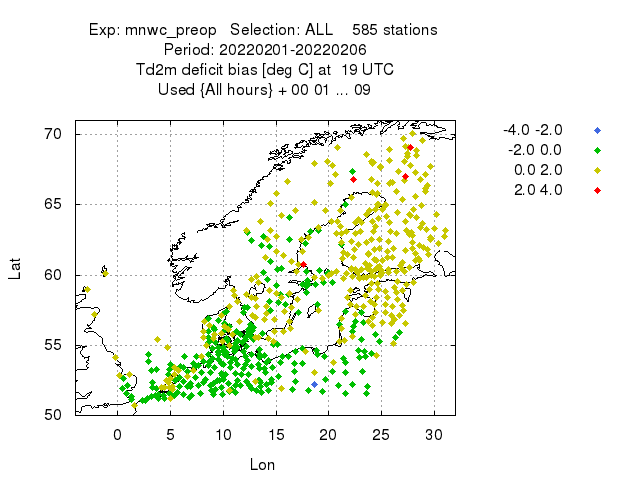 Exp: mnwc_preop   Selection: ALL    585 stations
Period: 20220201-20220206
Td2m deficit bias [deg C] at  19 UTC
Used {All hours} + 00 01 ... 09
-4.0 -2.0
-2.0 0.0
0.0 2.0
2.0 4.0
70
65
60
55
50
Lat
0 5 10 15 20 25 30
Lon